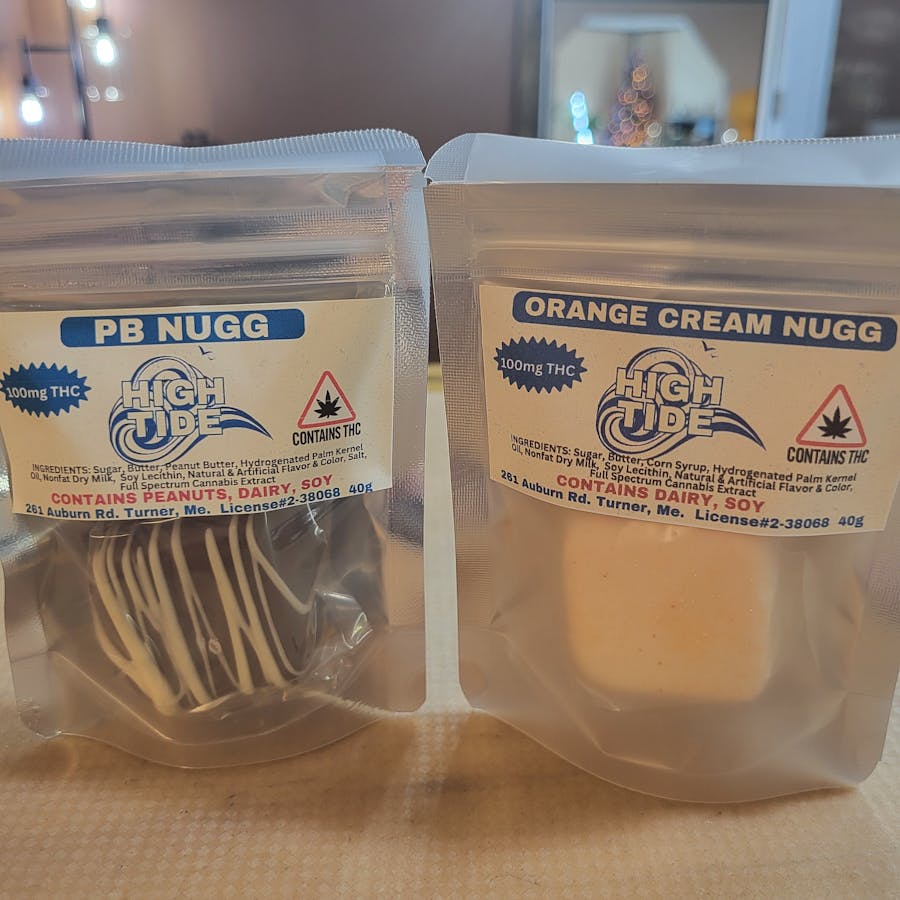 PB NUGG
100mg THC
HIGH
TIDE
CONTAINS THC
INGREDIENTS: Sugar, Butter, Peanut Butter, Hydrogenated Palm Kernel
Oil, Nonfat Dry Milk, Soy Lecithin, Natural & Artificial Flavor & Color, Salt,
Full Spectrum Cannabis Extract
CONTAINS PEANUTS, DAIRY, SOY
261 Auburn Rd. Turner, Me. License#2-38068 40g
ORANGE CREAM NUGG
100mg THC
HIGH
TIDE
CONTAINS THC
INGREDIENTS: Sugar, Butter, Corn Syrup, Hydrogenated Palm Kernel
Oil, Nonfat Dry Milk, Soy Lecithin, Natural & Artificial Flavor & Color,
Full Spectrum Cannabis Extract
CONTAINS DAIRY, SOY
261 Auburn Rd. Turner, Me. License#2-38068 40g